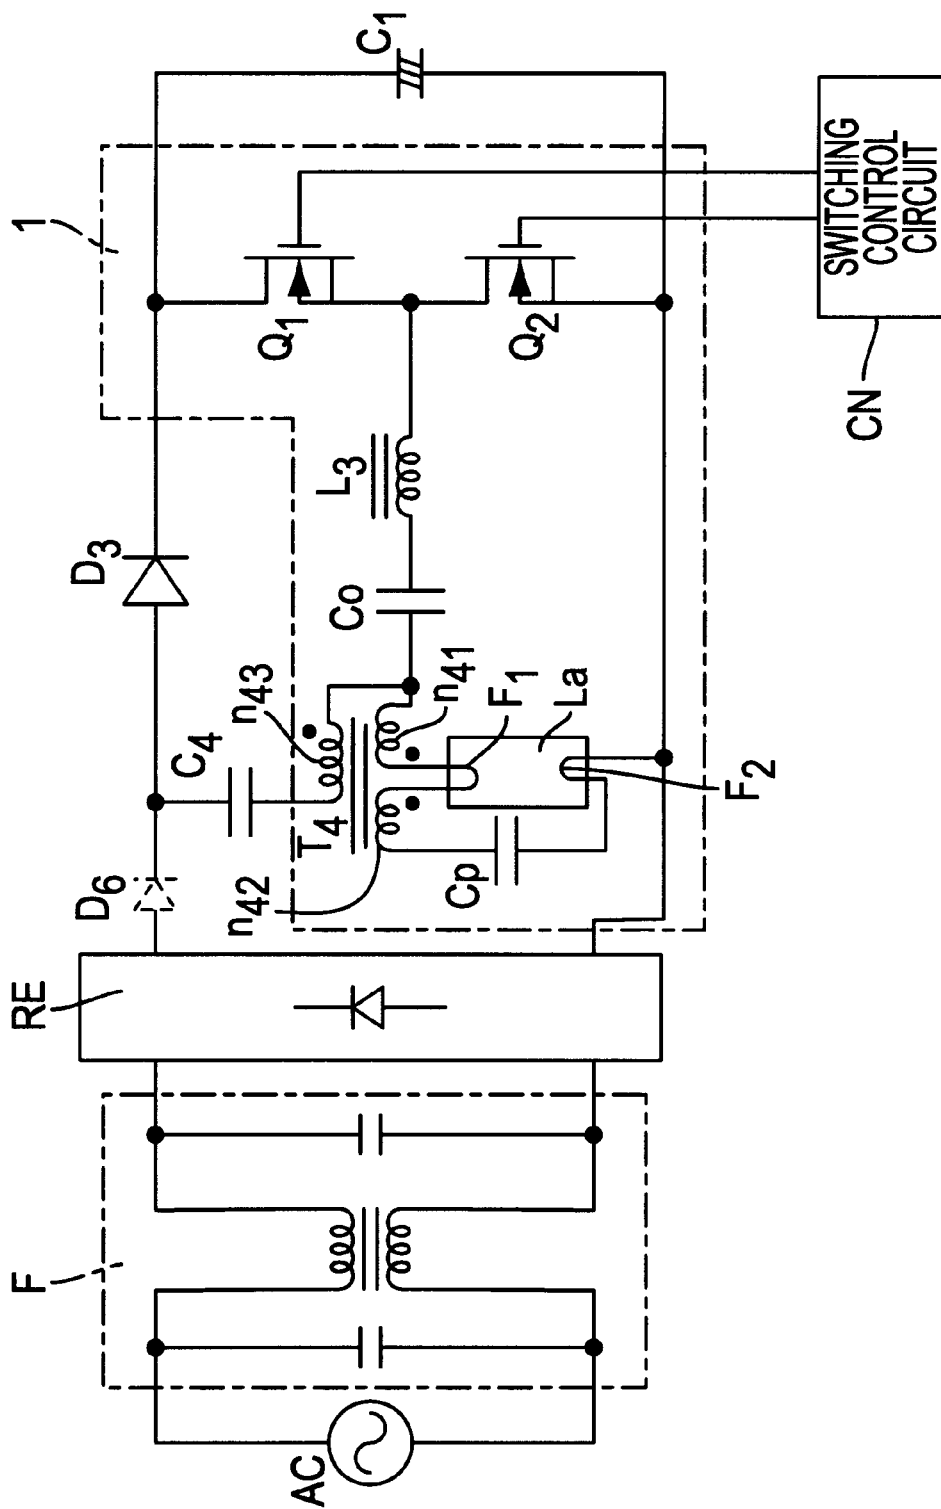 AC
F
RE
D6
D3
1
C1
C4
n43
T4
n42
Cp
n41
F1
La
F2
Co
L3
Q1
Q2
CN
SWITCHING
CONTROL
CIRCUIT